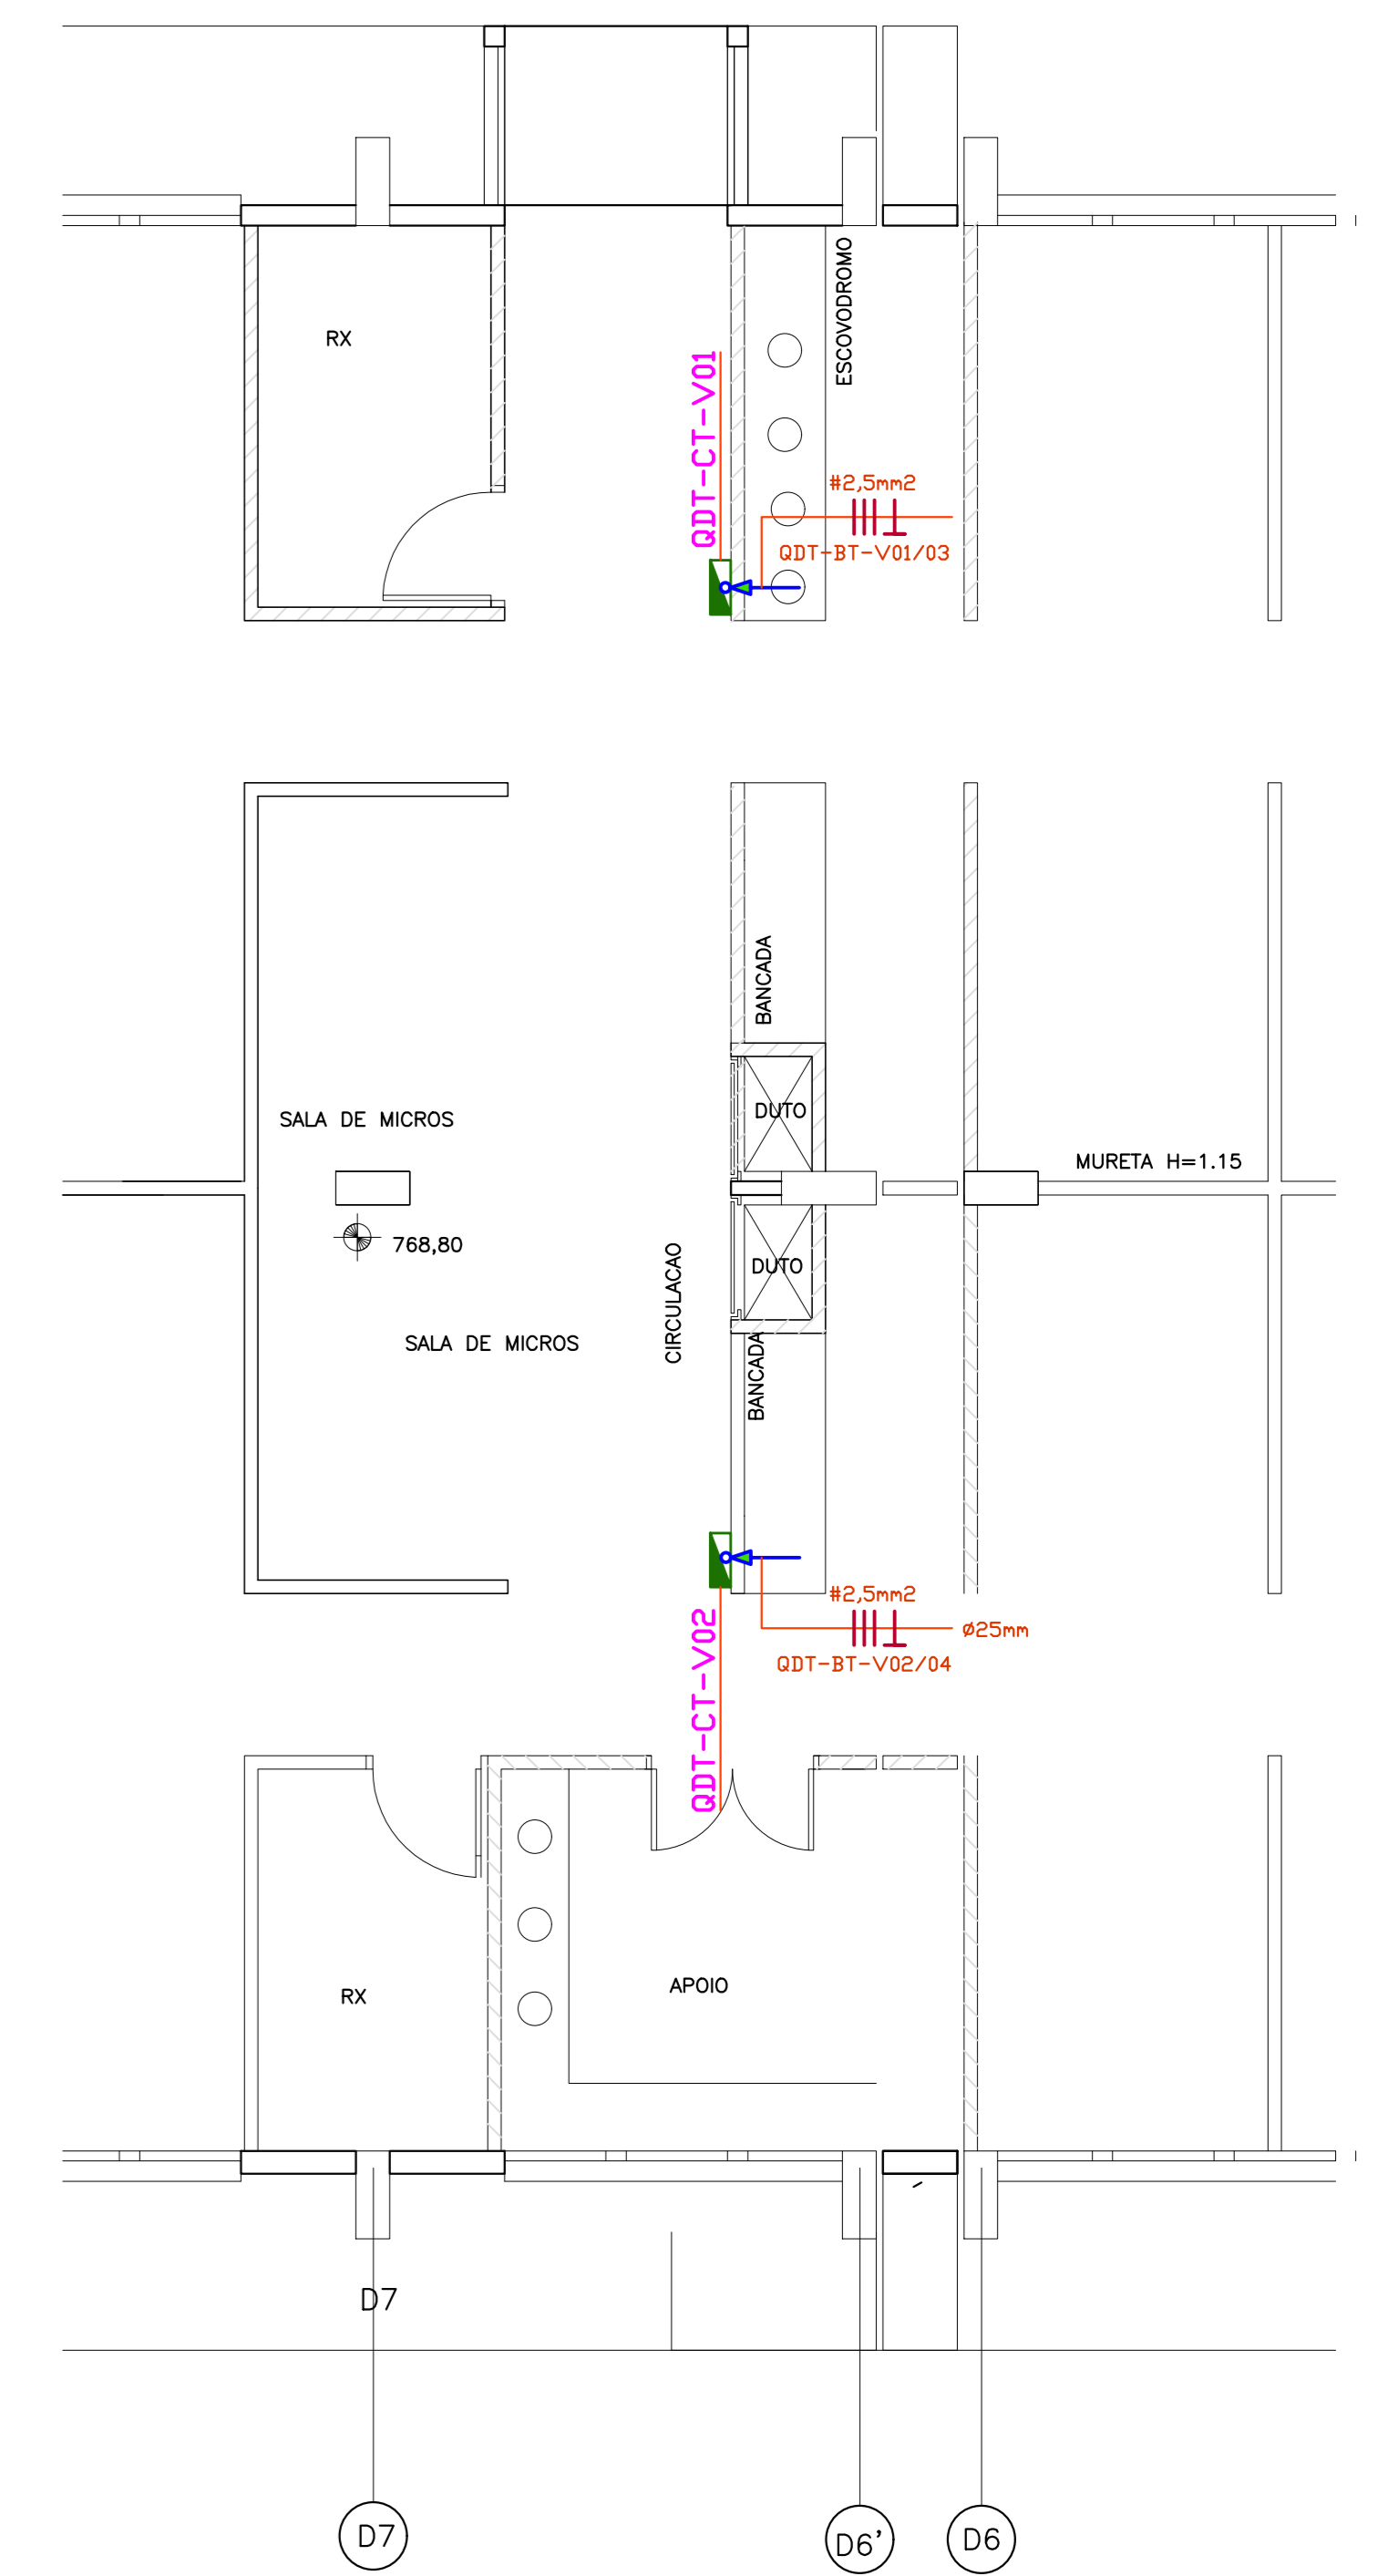 ESCOVODROMO
RX
QDT-CT-V01
#2,5mm2
QDT-BT-V01/03
BANCADA
DUTO
SALA DE MICROS
MURETA H=1.15
768,80
CIRCULACAO
DUTO
SALA DE MICROS
BANCADA
#2,5mm2
ø25mm
QDT-CT-V02
QDT-BT-V02/04
APOIO
RX
D7
D7
D6'
D6